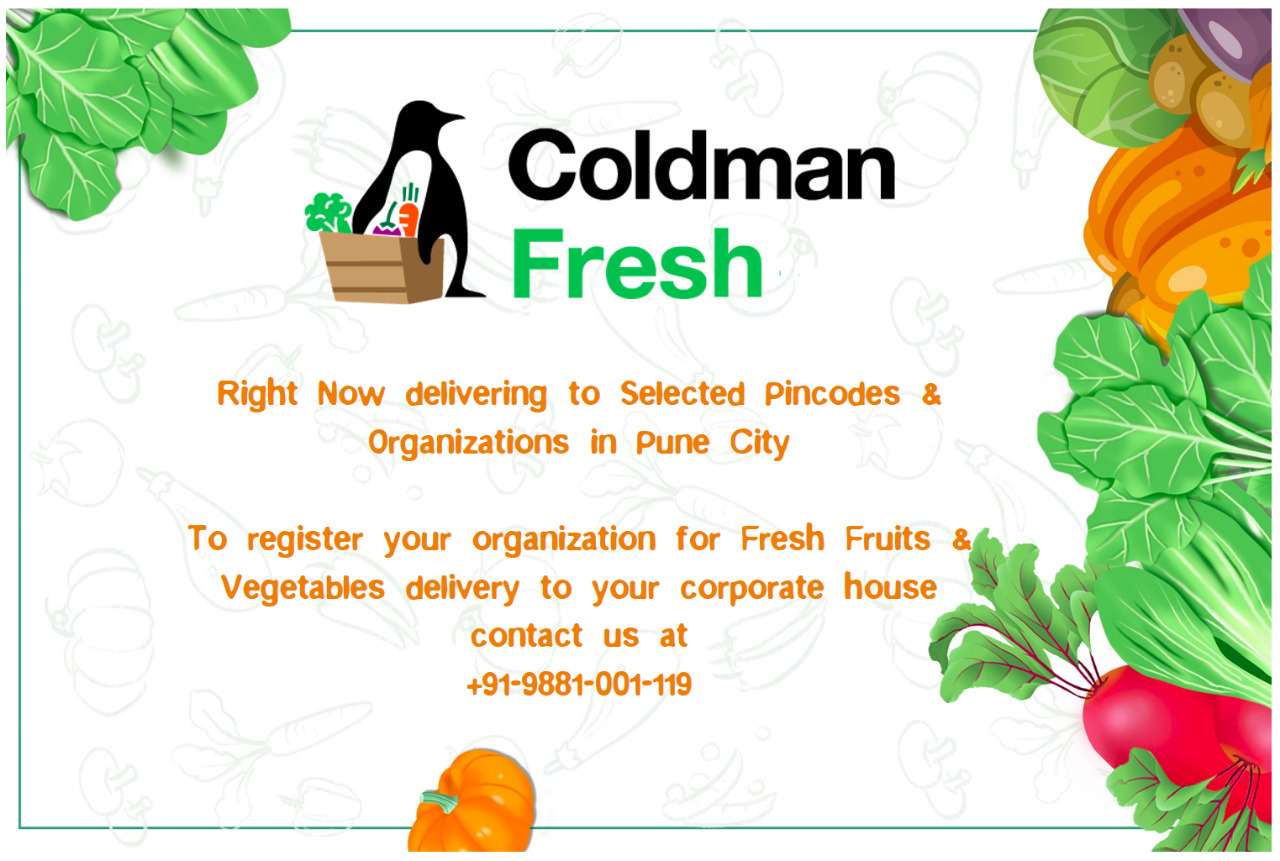 Coldman
Fresh
Right Now delivering to Selected Pincodes &
Organizations in Pune City
To register your organization for Fresh Fruits &
Vegetables delivery to your corporate house
contact us at
+91-9881-001-119